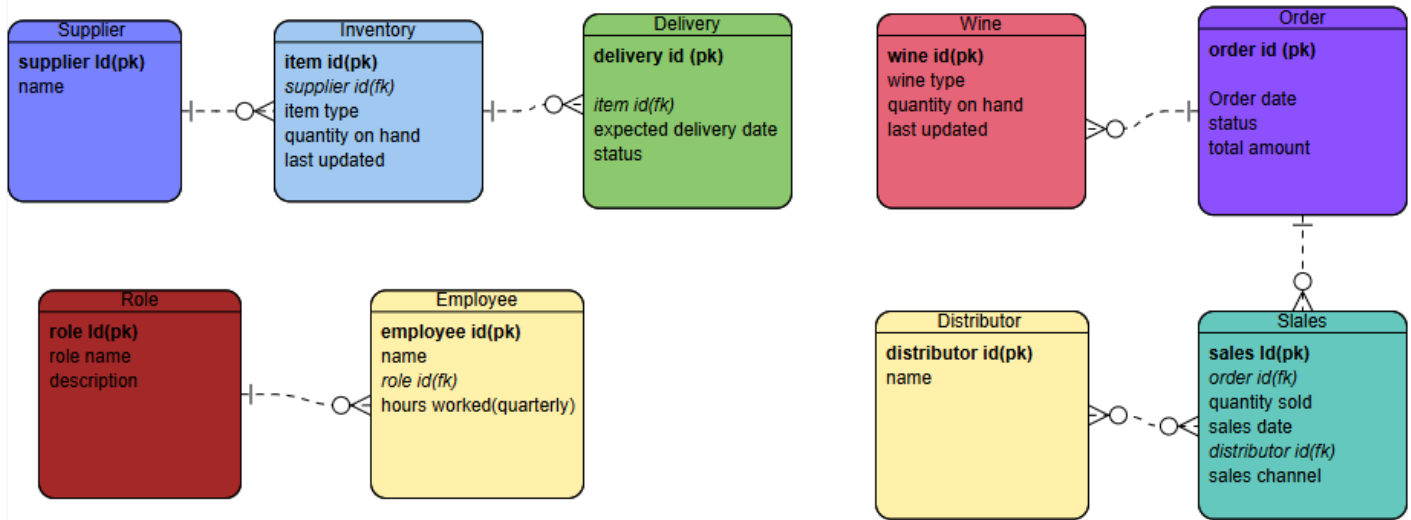 Supplier
supplier Id(pk)
name
Inventory
item id(pk)
supplier id(fk)
item type
quantity on hand
last updated
Delivery
delivery id (pk)
item id(fk)
expected delivery date
status
Wine
wine id(pk)
wine type
quantity on hand
last updated
Order
order id (pk)
Order date
status
total amount
Role
role Id(pk)
role name
description
Employee
employee id(pk)
name
role id(fk)
hours worked(quarterly)
Distributor
distributor id(pk)
name
Slales
sales Id(pk)
order id(fk)
quantity sold
sales date
distributor id(fk)
sales channel